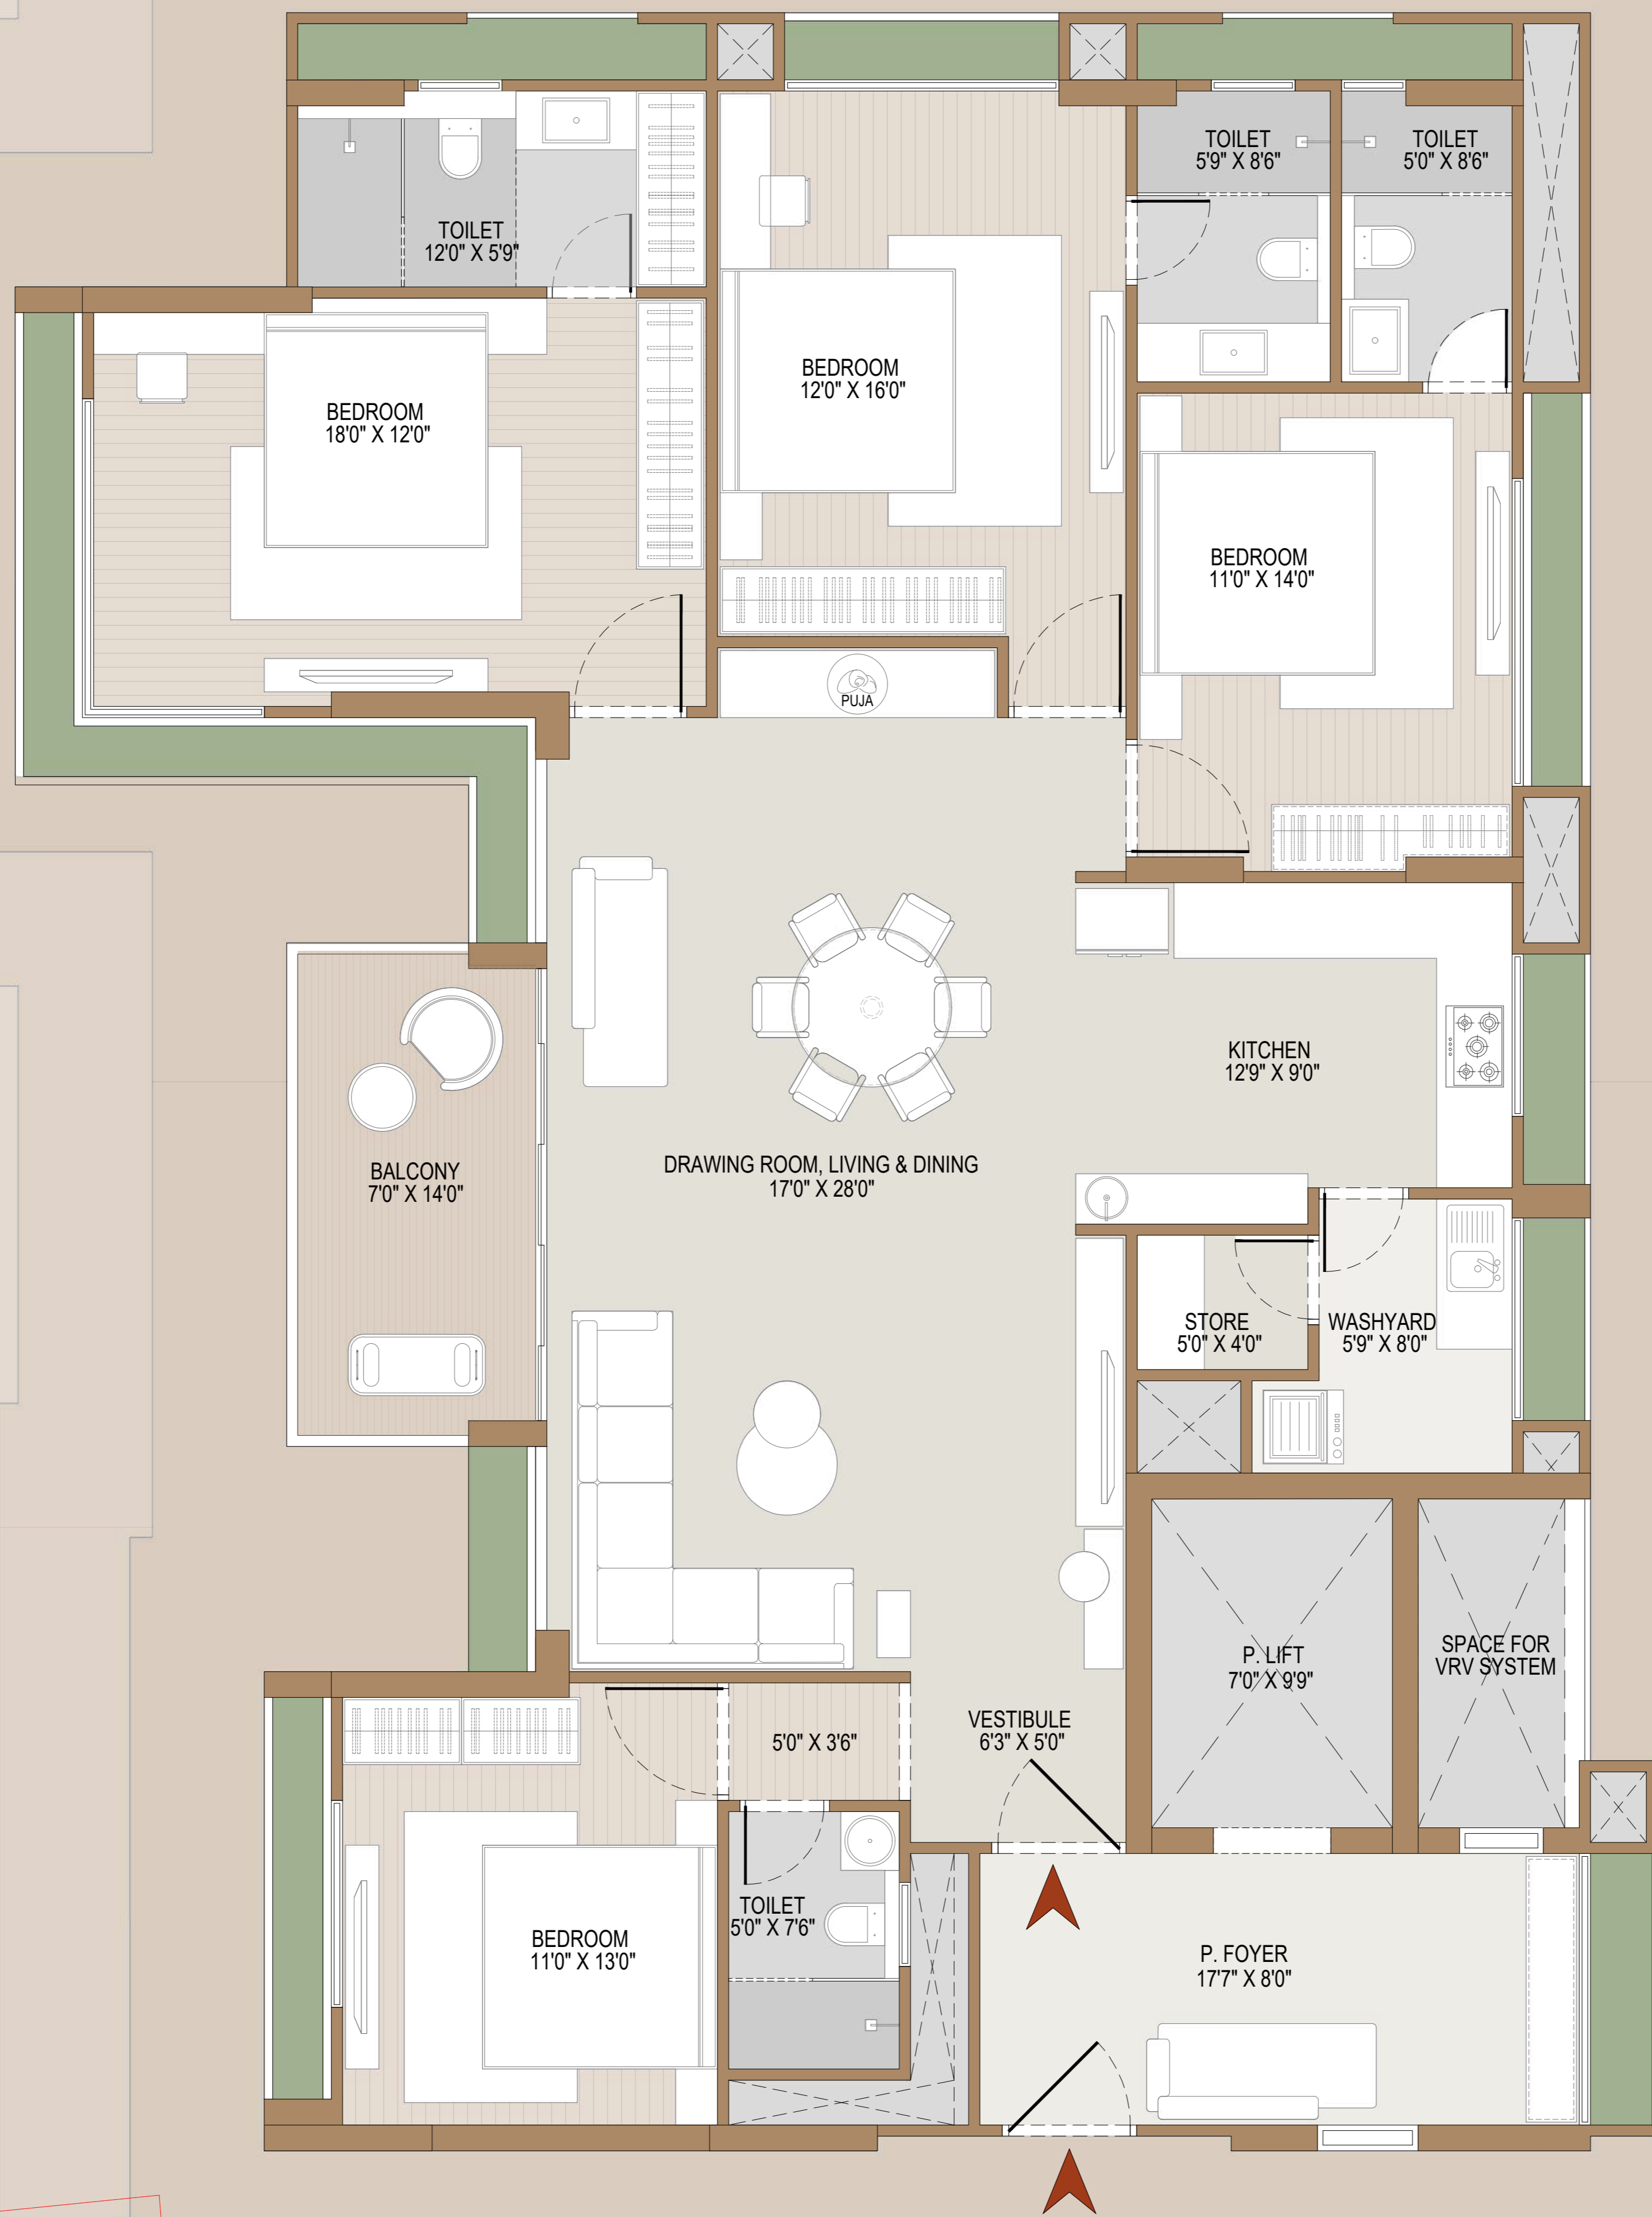 TOILET
5'9" X 8'6"
TOILET
5'0" X 8'6"
TOILET
12'0" X 5'9"
BEDROOM
12'0" X 16'0"
BEDROOM
18'0" X 12'0"
BEDROOM
11'0" X 14'0"
PUJA
KITCHEN
12'9" X 9'0"
DRAWING ROOM, LIVING & DINING
17'0" X 28'0"
BALCONY
7'0" X 14'0"
STORE
5'0" X 4'0"
WASHYARD
5'9" X 8'0"
P. LIFT
7'0" X 9'9"
SPACE FOR
VRV SYSTEM
VESTIBULE
6'3" X 5'0"
5'0" X 3'6"
TOILET
5'0" X 7'6"
BEDROOM
11'0" X 13'0"
P. FOYER
17'7" X 8'0"